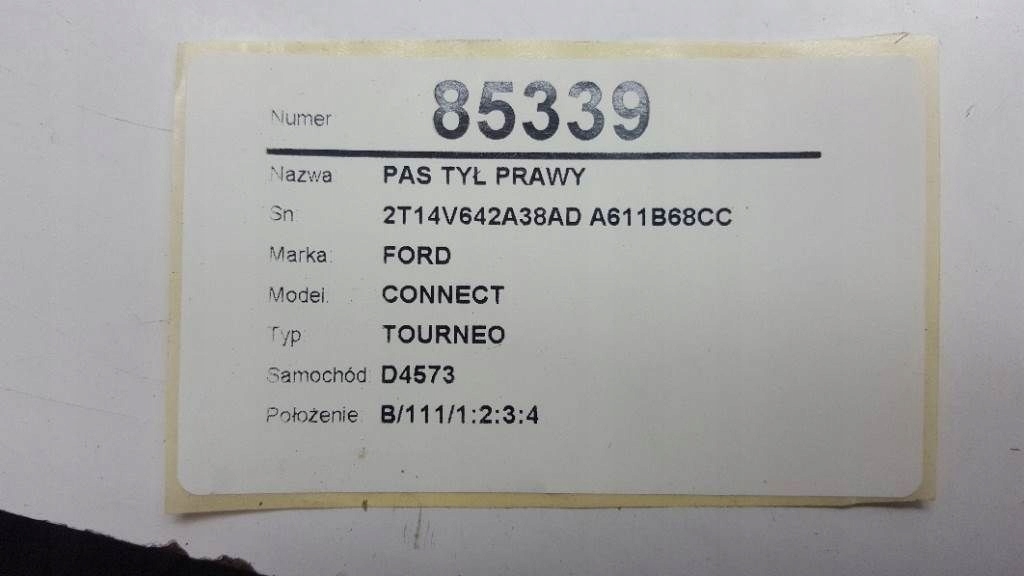 Numer 85339
Nazwa PAS TYŁ PRAWY
Sn: 2T14V642A38AD A611B68CC
Marka: FORD
Model: CONNECT
Typ: TOURNEO
Samochód: D4573
Położenie: B/111/1:2:3:4